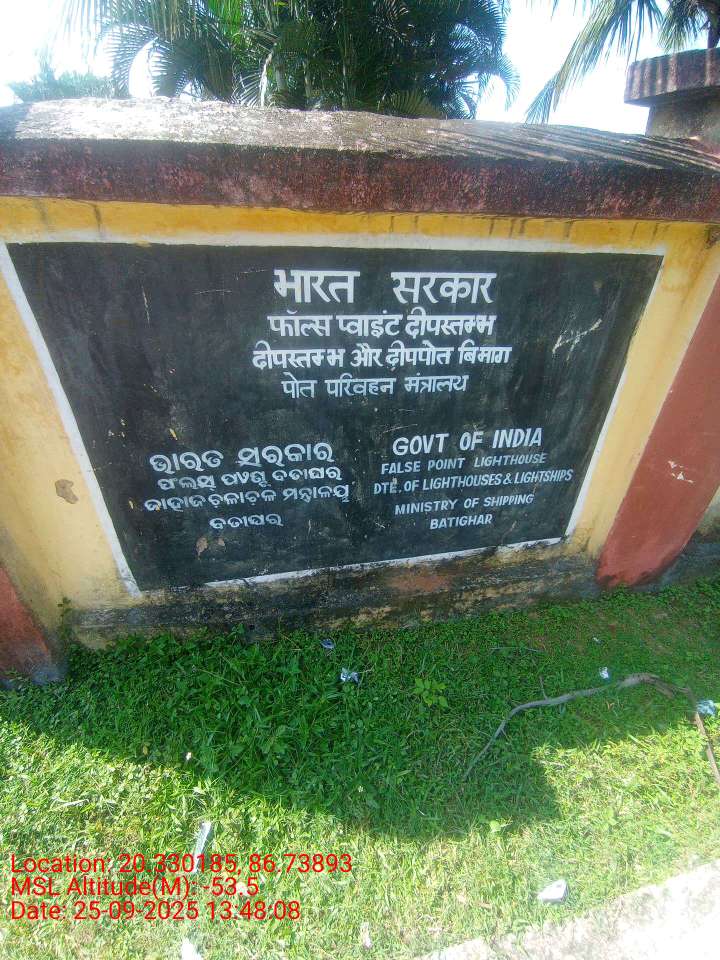 भारत सरकार
फॉल्स प्वाइंट दीपस्तम्भ
दीपस्तम्भ और दीपपोत बिभाग
पोत परिवहन मंत्रालय
ଭାରତ ସରକାର
ଫଲସ୍ ପଏଣ୍ଟ ବତୀଘର
ଜାହାଜ ଚଳାଚଳି ମନ୍ତ୍ରାଳୟ
ବତୀଘର
GOVT OF INDIA
FALSE POINT LIGHTHOUSE
DTE. OF LIGHTHOUSES & LIGHTSHIPS
MINISTRY OF SHIPPING
BATIGHAR
Location: 20.330185, 86.73893
MSL Altitude(M): -53.5
Date: 25-09-2025 13:48:08